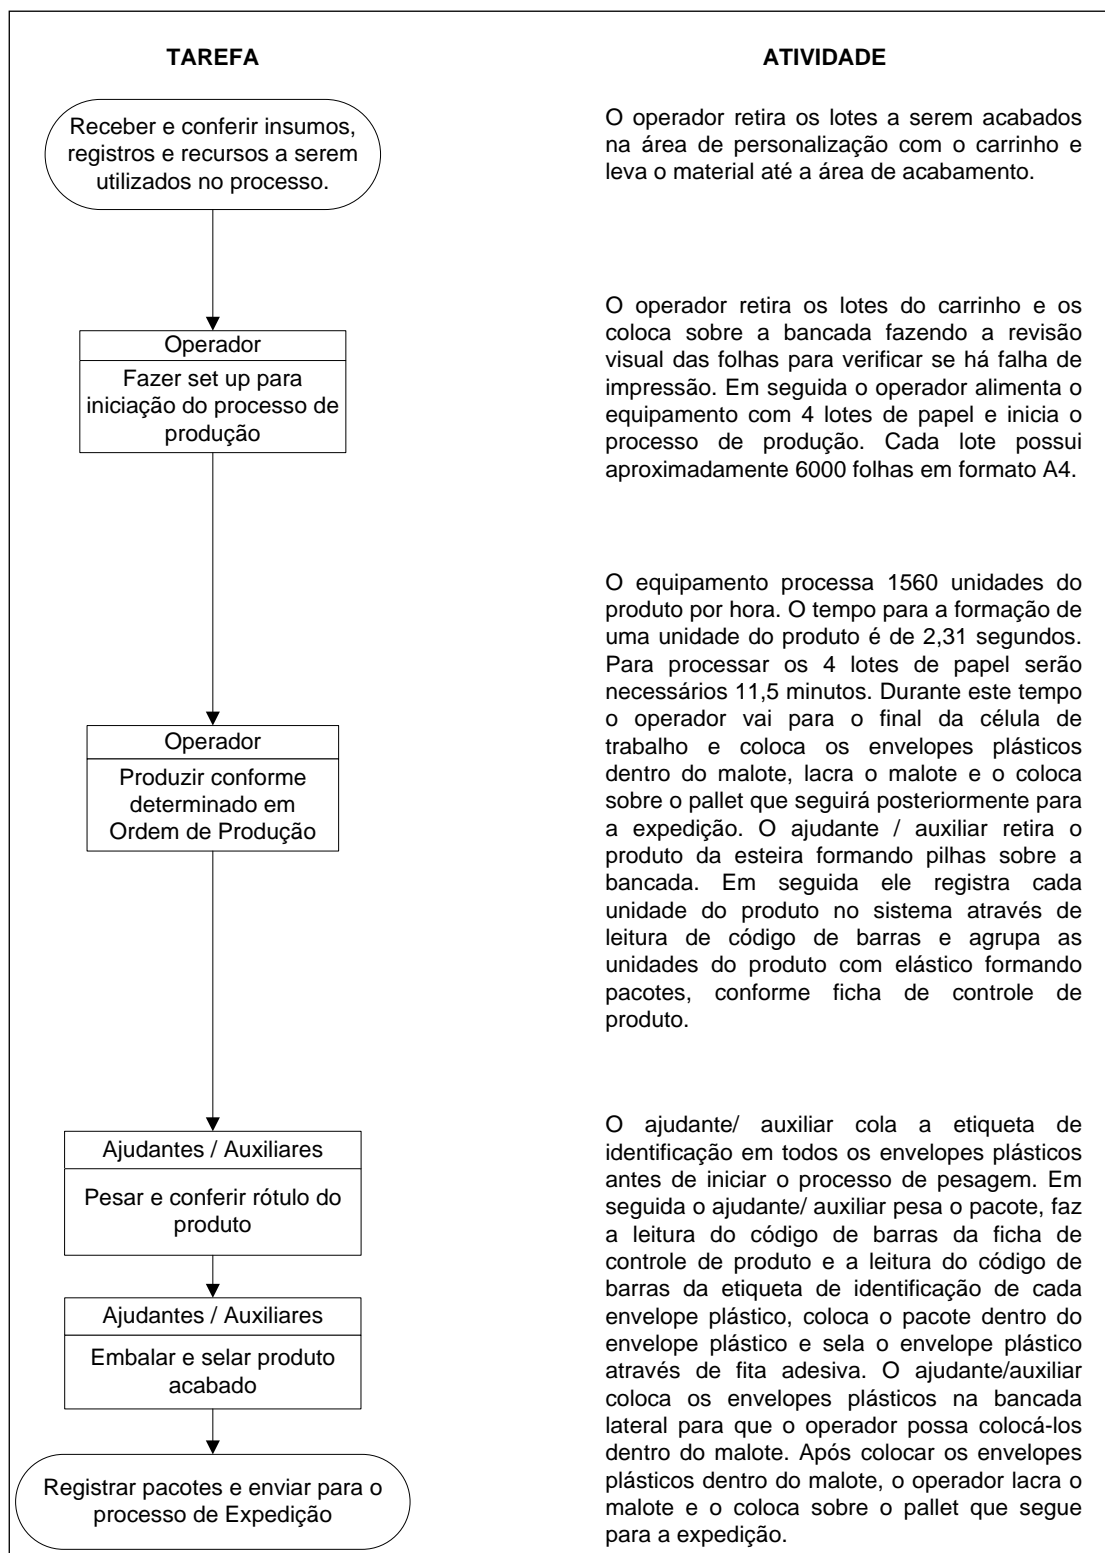 TAREFA
ATIVIDADE
Receber e conferir insumos,
registros e recursos a serem
utilizados no processo.
O operador retira os lotes a serem acabados
na área de personalização com o carrinho e
leva o material até a área de acabamento.
Operador
Fazer set up para
iniciação do processo de
produção
O operador retira os lotes do carrinho e os
coloca sobre a bancada fazendo a revisão
visual das folhas para verificar se há falha de
impressão. Em seguida o operador alimenta o
equipamento com 4 lotes de papel e inicia o
processo de produção. Cada lote possui
aproximadamente 6000 folhas em formato A4.
Operador
Produzir conforme
determinado em
Ordem de Produção
O equipamento processa 1560 unidades do
produto por hora. O tempo para a formação de
uma unidade do produto é de 2,31 segundos.
Para processar os 4 lotes de papel serão
necessários 11,5 minutos. Durante este tempo
o operador vai para o final da célula de
trabalho e coloca os envelopes plásticos
dentro do malote, lacra o malote e o coloca
sobre o pallet que seguirá posteriormente para
a expedição. O ajudante / auxiliar retira o
produto da esteira formando pilhas sobre a
bancada. Em seguida ele registra cada
unidade do produto no sistema através de
leitura de código de barras e agrupa as
unidades do produto com elástico formando
pacotes, conforme ficha de controle de
produto.
Ajudantes / Auxiliares
Pesar e conferir rótulo do
produto
Ajudantes / Auxiliares
Embalar e selar produto
acabado
Registrar pacotes e enviar para o
processo de Expedição
O ajudante/ auxiliar cola a etiqueta de
identificação em todos os envelopes plásticos
antes de iniciar o processo de pesagem. Em
seguida o ajudante/ auxiliar pesa o pacote, faz
a leitura do código de barras da ficha de
controle de produto e a leitura do código de
barras da etiqueta de identificação de cada
envelope plástico, coloca o pacote dentro do
envelope plástico e sela o envelope plástico
através de fita adesiva. O ajudante/auxiliar
coloca os envelopes plásticos na bancada
lateral para que o operador possa colocá-los
dentro do malote. Após colocar os envelopes
plásticos dentro do malote, o operador lacra o
malote e o coloca sobre o pallet que segue
para a expedição.